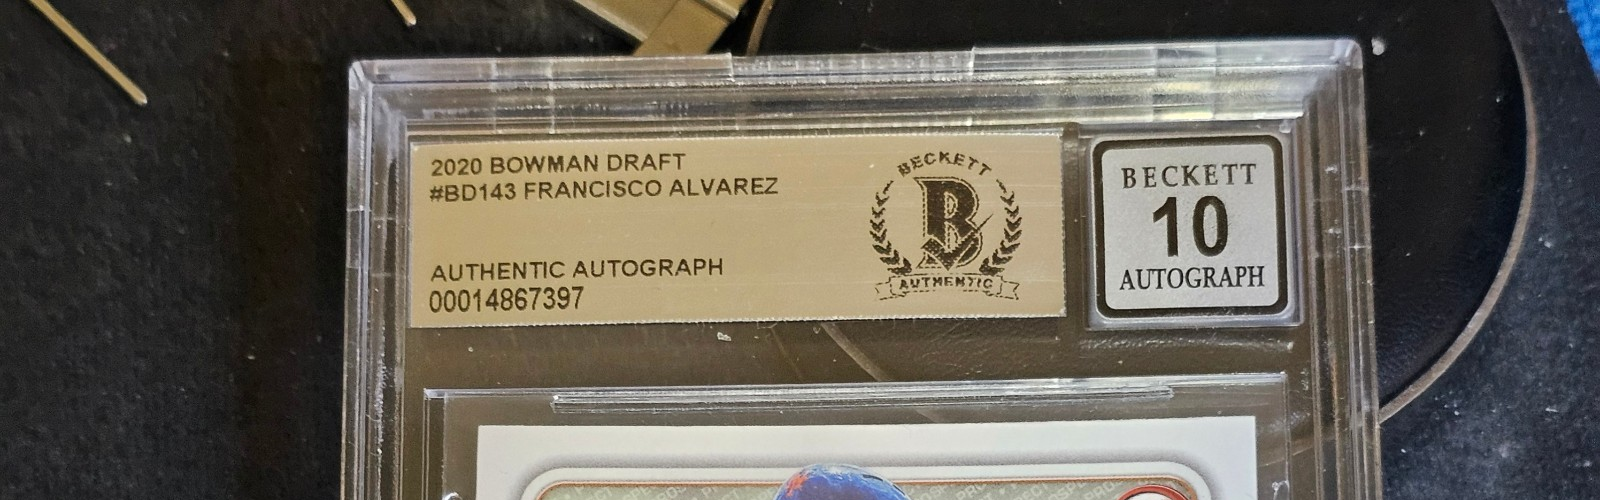 2020 BOWMAN DRAFT
#BD143 FRANCISCO ALVAREZ
AUTHENTIC AUTOGRAPH
00014867397
BECKETT
B
AUTHENTIC
BECKETT
10
AUTOGRAPH